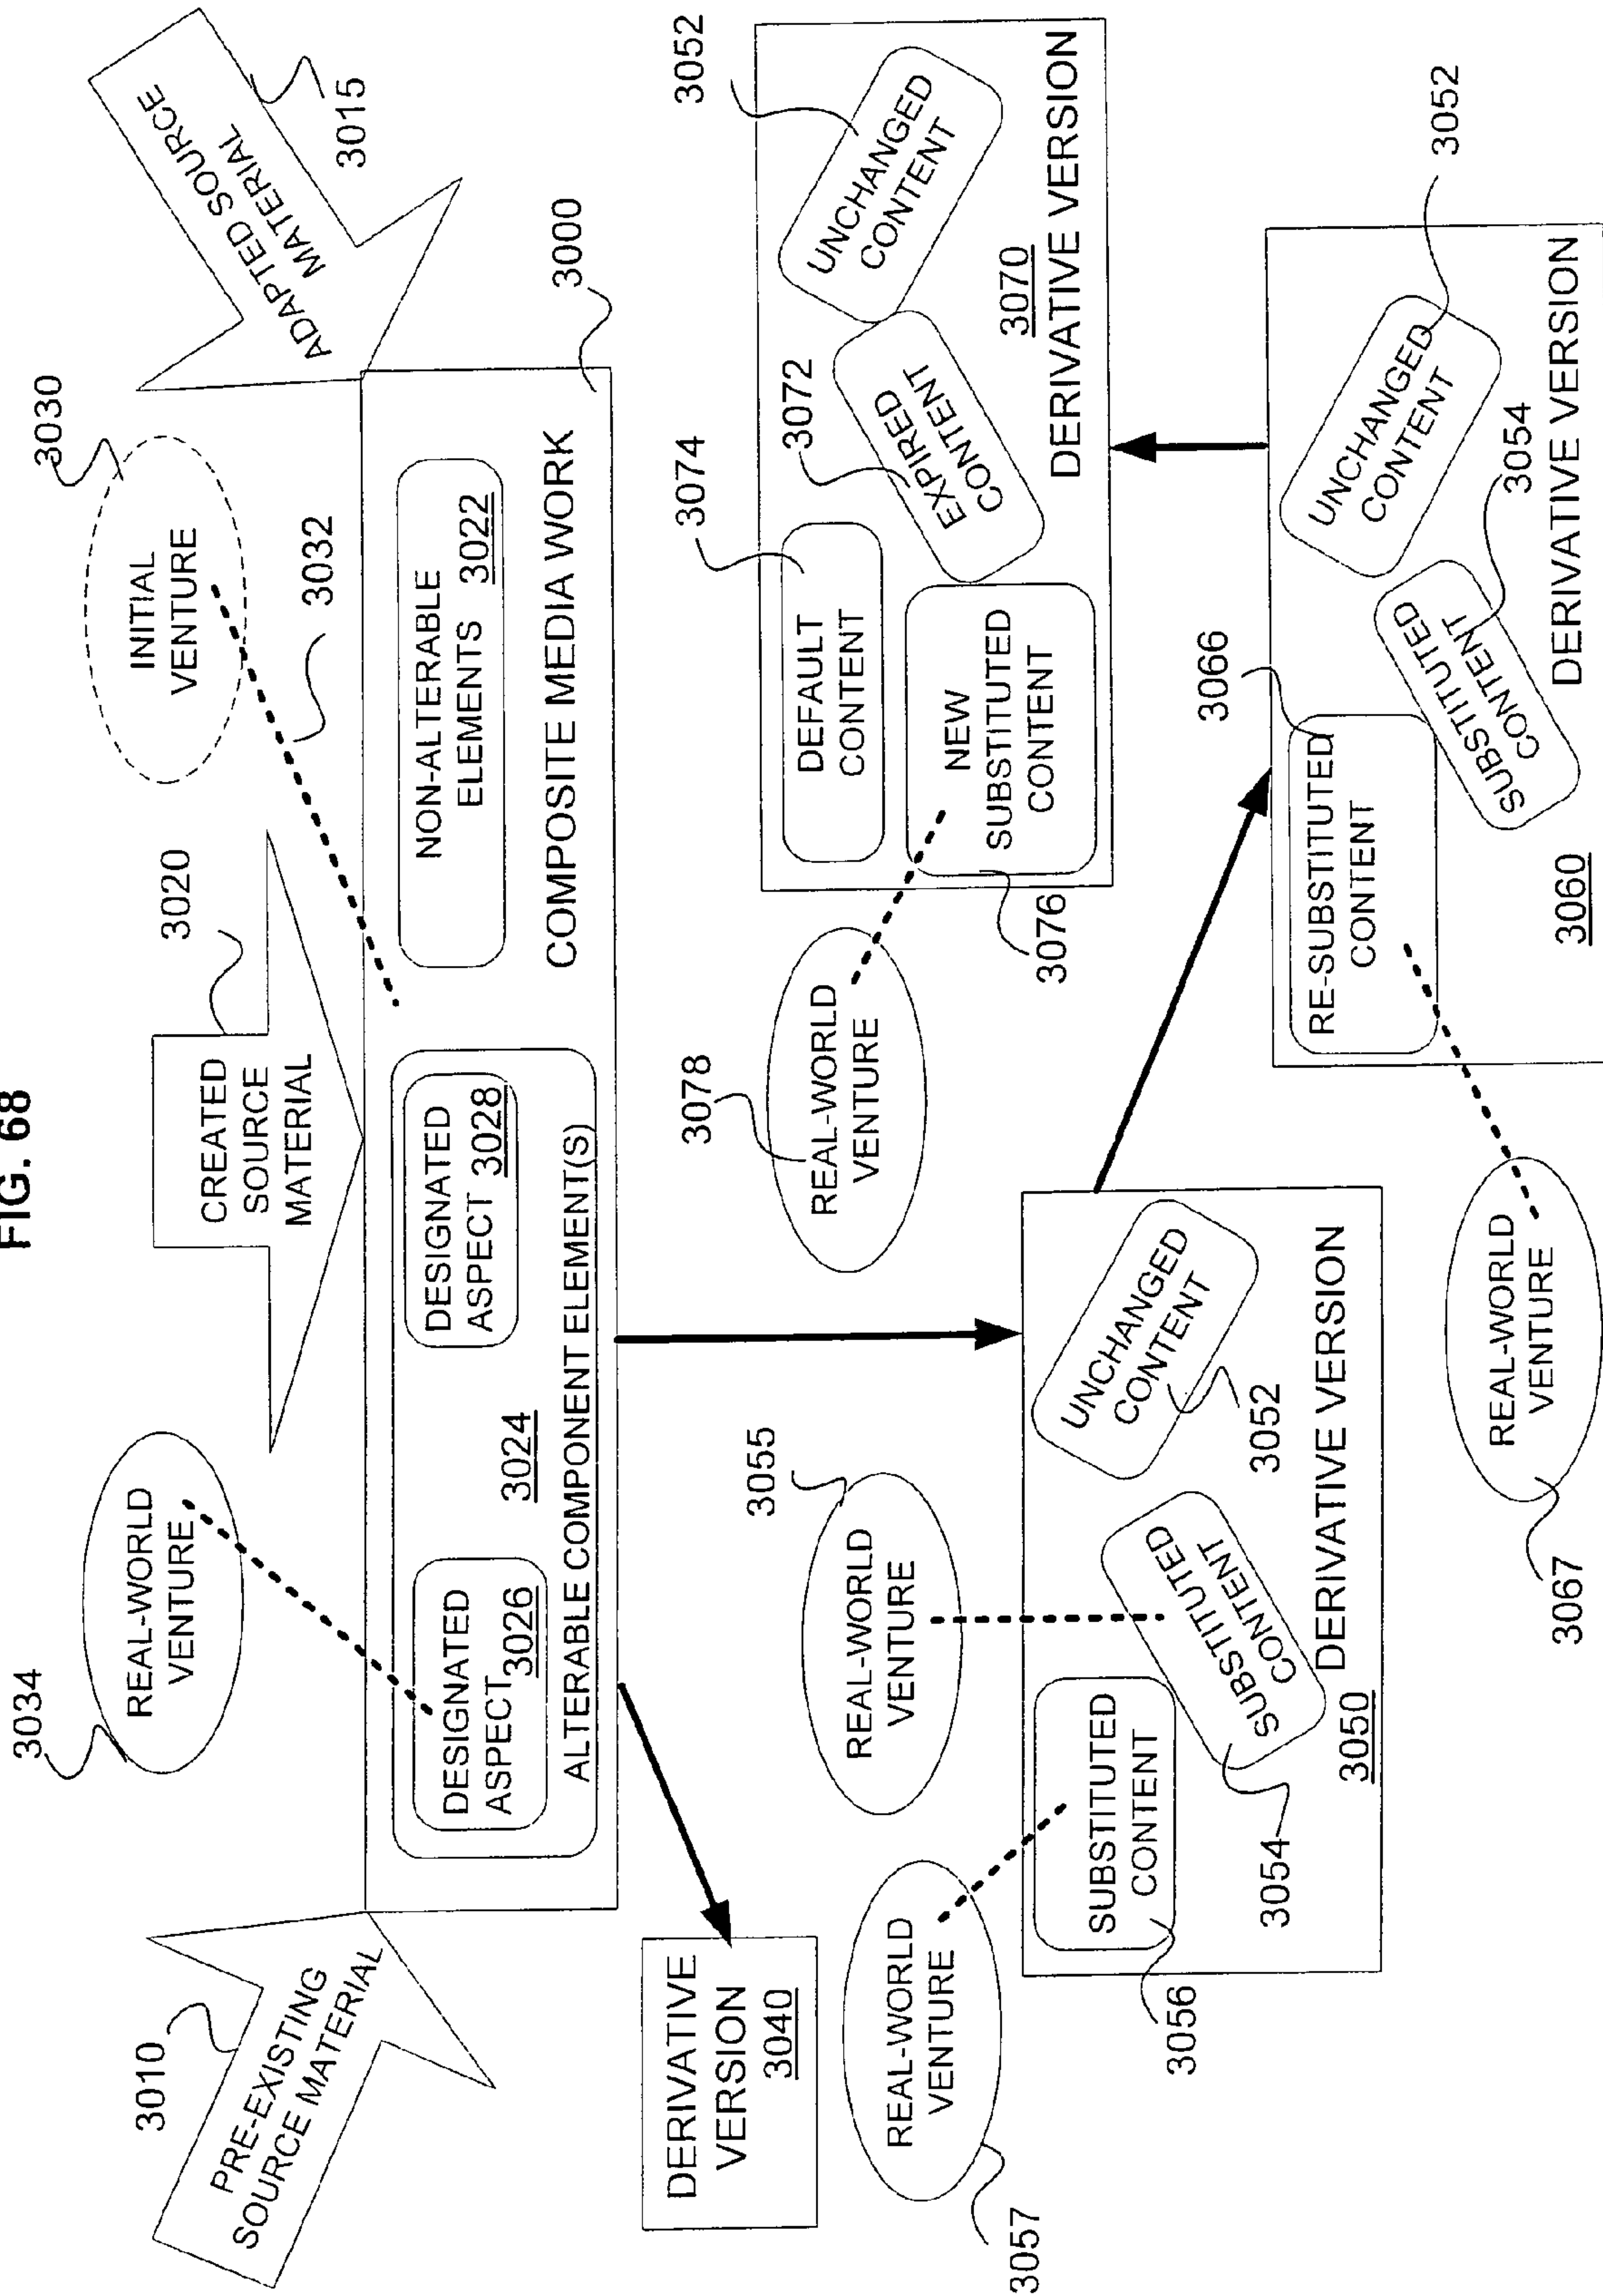 FIG. 68
3010
PRE-EXISTING
SOURCE MATERIAL
3034
REAL-WORLD
VENTURE
3020
CREATED
SOURCE
MATERIAL
3030
INITIAL
VENTURE
3032
ADAPTED SOURCE
MATERIAL
3015
3000
DESIGNATED
ASPECT 3026
3024
DESIGNATED
ASPECT 3028
ALTERABLE COMPONENT ELEMENT(S)
NON-ALTERABLE
ELEMENTS 3022
COMPOSITE MEDIA WORK
DERIVATIVE
VERSION
3040
3057
REAL-WORLD
VENTURE
3055
REAL-WORLD
VENTURE
SUBSTITUTED
CONTENT
3056
SUBSTITUTED
CONTENT
3054
UNCHANGED
CONTENT
3052
3050
DERIVATIVE VERSION
3078
REAL-WORLD
VENTURE
3074
DEFAULT
CONTENT
3072
EXPIRED
CONTENT
3052
UNCHANGED
CONTENT
NEW
SUBSTITUTED
CONTENT
3076
3070
DERIVATIVE VERSION
3067
REAL-WORLD
VENTURE
3066
RE-SUBSTITUTED
CONTENT
SUBSTITUTED
CONTENT
3054
UNCHANGED
CONTENT
3052
3060
DERIVATIVE VERSION